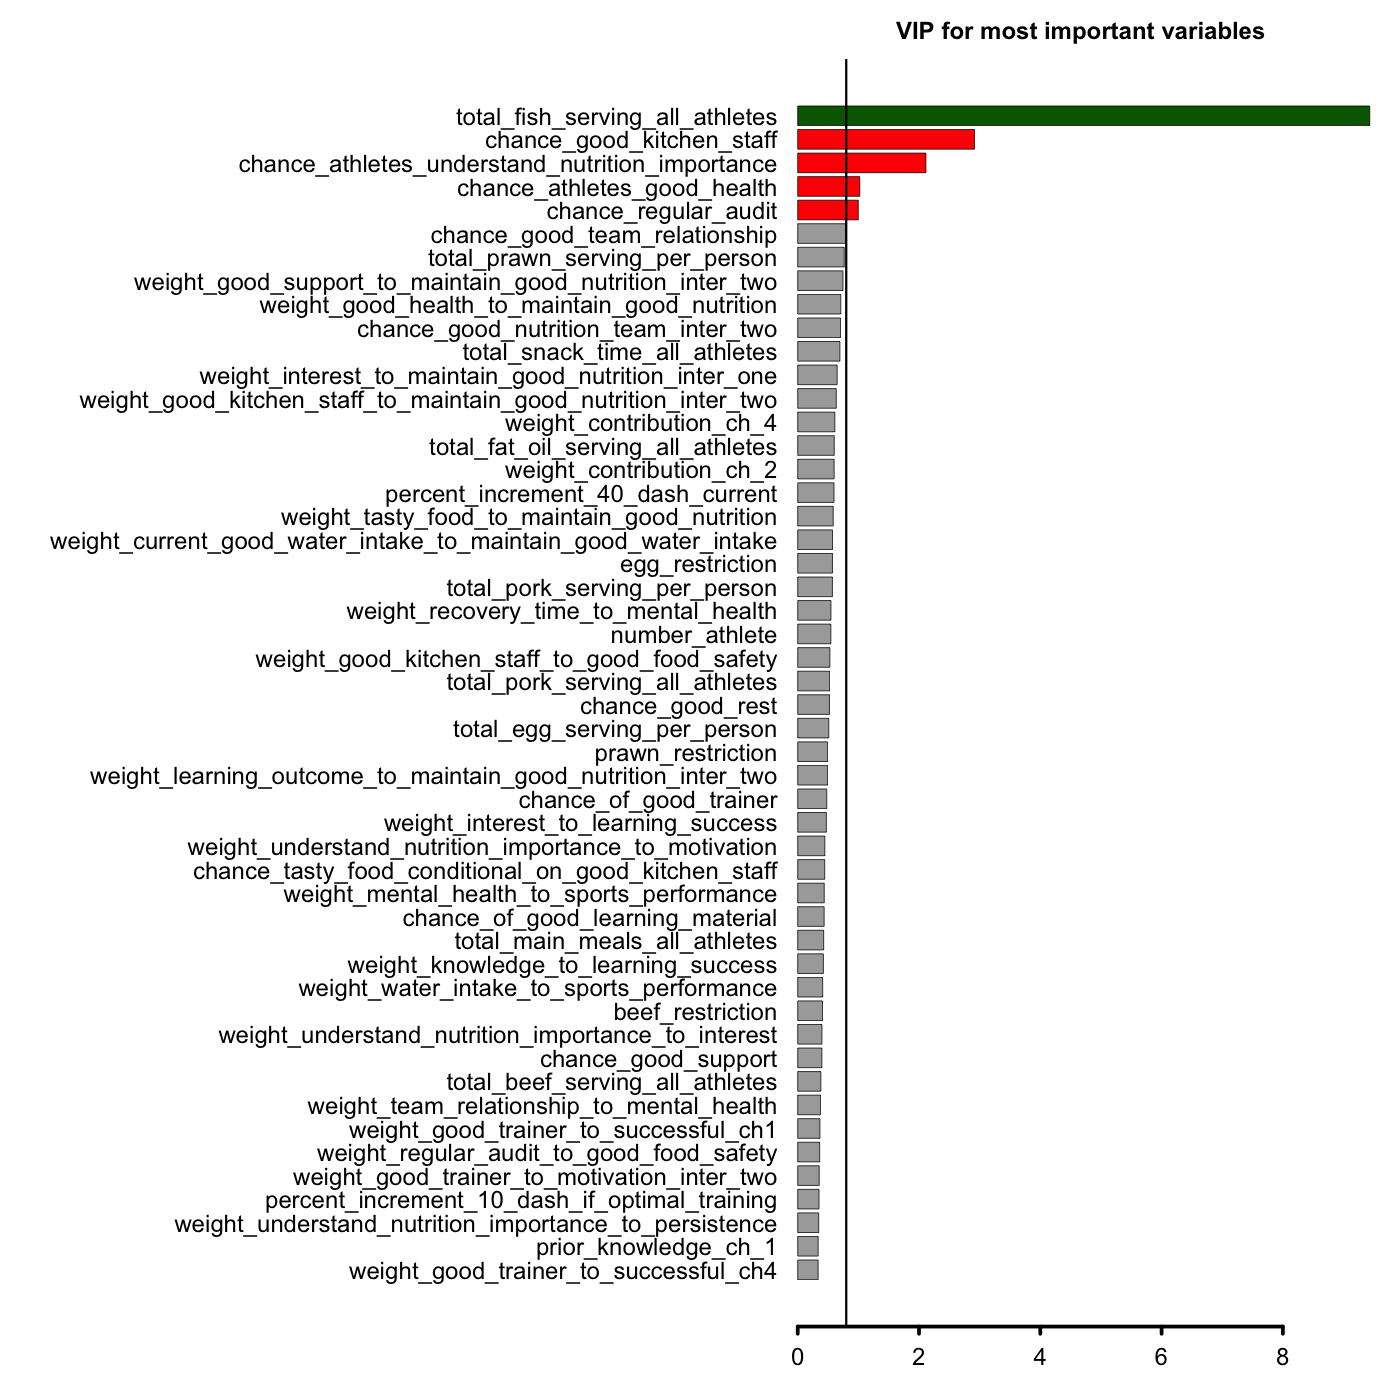 VIP for most important variables
total_fish_serving_all_athletes
chance_good_kitchen_staff
chance_athletes_understand_nutrition_importance
chance_athletes_good_health
chance_regular_audit
chance_good_team_relationship
total_prawn_serving_per_person
weight_good_support_to_maintain_good_nutrition_inter_two
weight_good_health_to_maintain_good_nutrition
chance_good_nutrition_team_inter_two
total_snack_time_all_athletes
weight_interest_to_maintain_good_nutrition_inter_one
weight_good_kitchen_staff_to_maintain_good_nutrition_inter_two
weight_contribution_ch_4
total_fat_oil_serving_all_athletes
weight_contribution_ch_2
percent_increment_40_dash_current
weight_tasty_food_to_maintain_good_nutrition
weight_current_good_water_intake_to_maintain_good_water_intake
egg_restriction
total_pork_serving_per_person
weight_recovery_time_to_mental_health
number_athlete
weight_good_kitchen_staff_to_good_food_safety
total_pork_serving_all_athletes
chance_good_rest
total_egg_serving_per_person
prawn_restriction
weight_learning_outcome_to_maintain_good_nutrition_inter_two
chance_of_good_trainer
weight_interest_to_learning_success
weight_understand_nutrition_importance_to_motivation
chance_tasty_food_conditional_on_good_kitchen_staff
weight_mental_health_to_sports_performance
chance_of_good_learning_material
total_main_meals_all_athletes
weight_knowledge_to_learning_success
weight_water_intake_to_sports_performance
beef_restriction
weight_understand_nutrition_importance_to_interest
chance_good_support
total_beef_serving_all_athletes
weight_team_relationship_to_mental_health
weight_good_trainer_to_successful_ch1
weight_regular_audit_to_good_food_safety
weight_good_trainer_to_motivation_inter_two
percent_increment_10_dash_if_optimal_training
weight_understand_nutrition_importance_to_persistence
prior_knowledge_ch_1
weight_good_trainer_to_successful_ch4
0 2 4 6 8